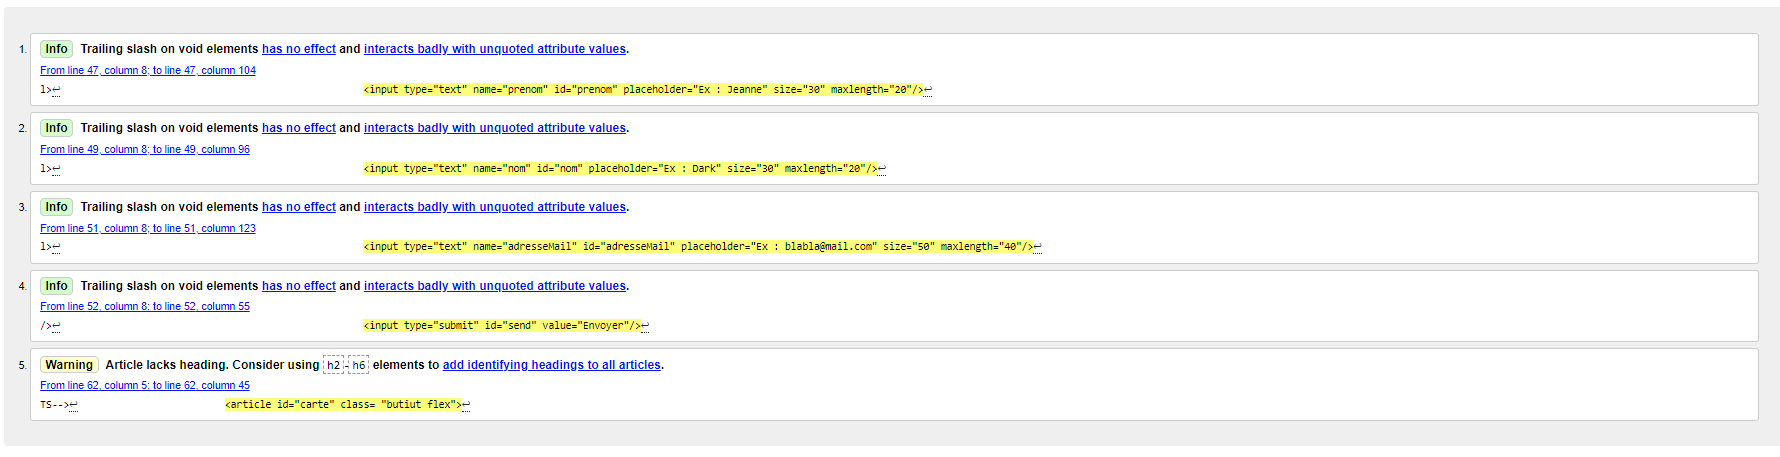 1. Info Trailing slash on void elements has no effect and interacts badly with unquoted attribute values.
From line 47, column 8; to line 47, column 104
l>↩ <input type="text" name="prenom" id="prenom" placeholder="Ex : Jeanne" size="30" maxlength="20"/>↩
2. Info Trailing slash on void elements has no effect and interacts badly with unquoted attribute values.
From line 49, column 8; to line 49, column 96
l>↩ <input type="text" name="nom" id="nom" placeholder="Ex : Dark" size="30" maxlength="20"/>↩
3. Info Trailing slash on void elements has no effect and interacts badly with unquoted attribute values.
From line 51, column 8; to line 51, column 123
l>↩ <input type="text" name="adresseMail" id="adresseMail" placeholder="Ex : blabla@mail.com" size="50" maxlength="40"/>↩
4. Info Trailing slash on void elements has no effect and interacts badly with unquoted attribute values.
From line 52, column 8; to line 52, column 55
/>↩ <input type="submit" id="send" value="Envoyer"/>↩
5. Warning Article lacks heading. Consider using h2-h6 elements to add identifying headings to all articles.
From line 62, column 5; to line 62, column 45
TS-->↩ <article id="carte" class= "butiut flex">↩